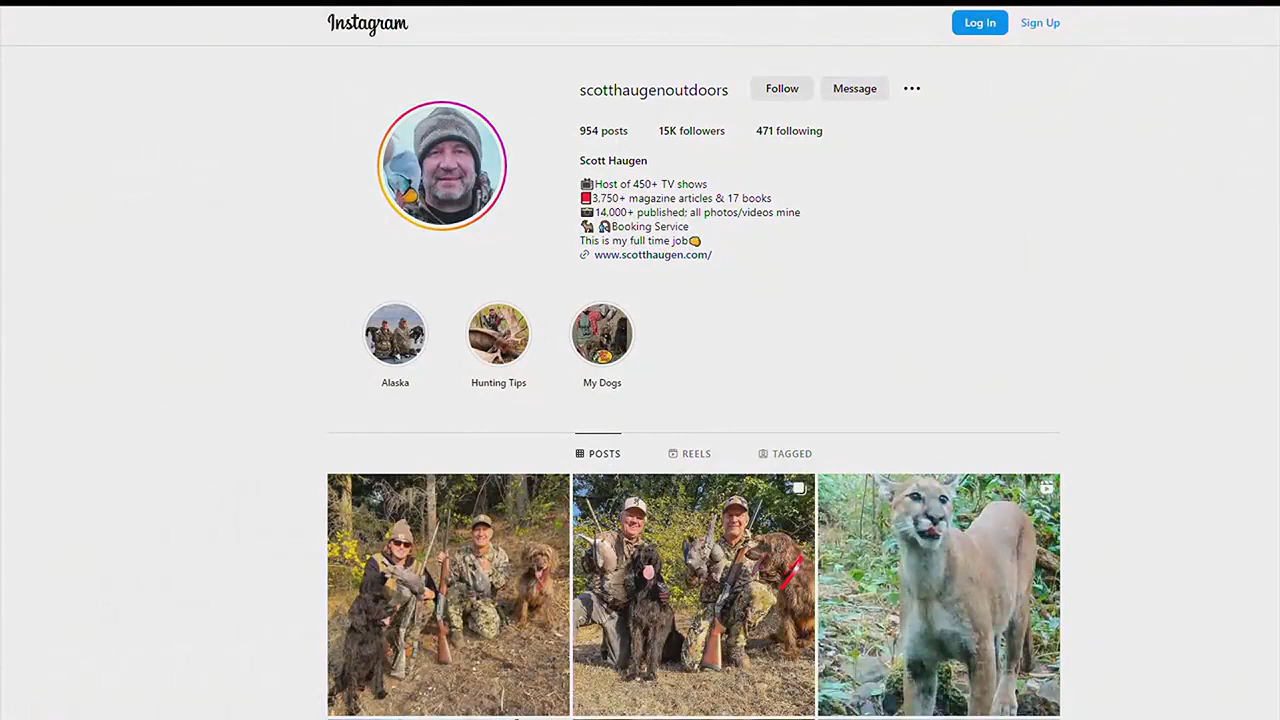 Instagram
Log In
Sign Up
scotthaugenoutdoors
Follow
Message
954 posts 15K followers 471 following
Scott Haugen
Host of 450+ TV shows
3,750+ magazine articles & 17 books
14,000+ published; all photos/videos mine
Booking Service
This is my full time job
www.scotthaugen.com/
Alaska
Hunting Tips
My Dogs
POSTS
REELS
TAGGED